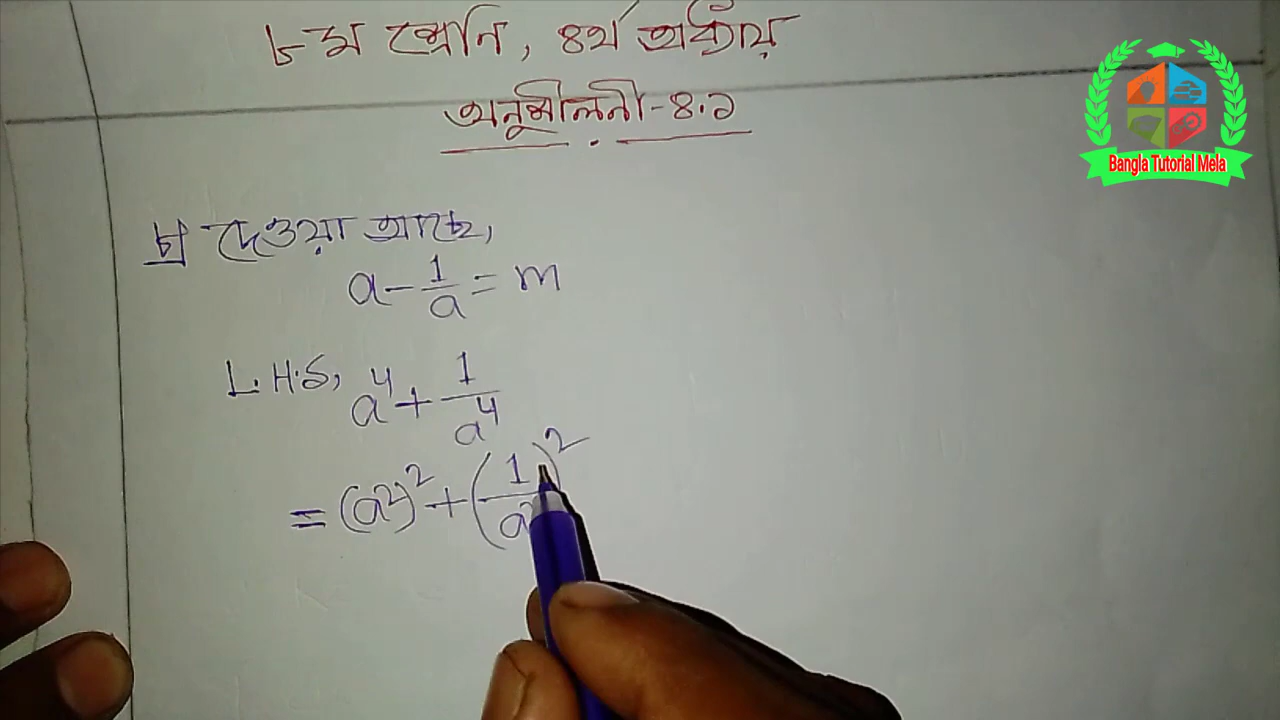 ৮ম শ্রেনি, ৪র্থ অধ্যায়
অনুশীলনী-৪.১
Bangla Tutorial Mela
দেওয়া আছে,
a - 1/a = m
L.H.S, a⁴ + 1/a⁴
= (a²)² + (1/a²)²